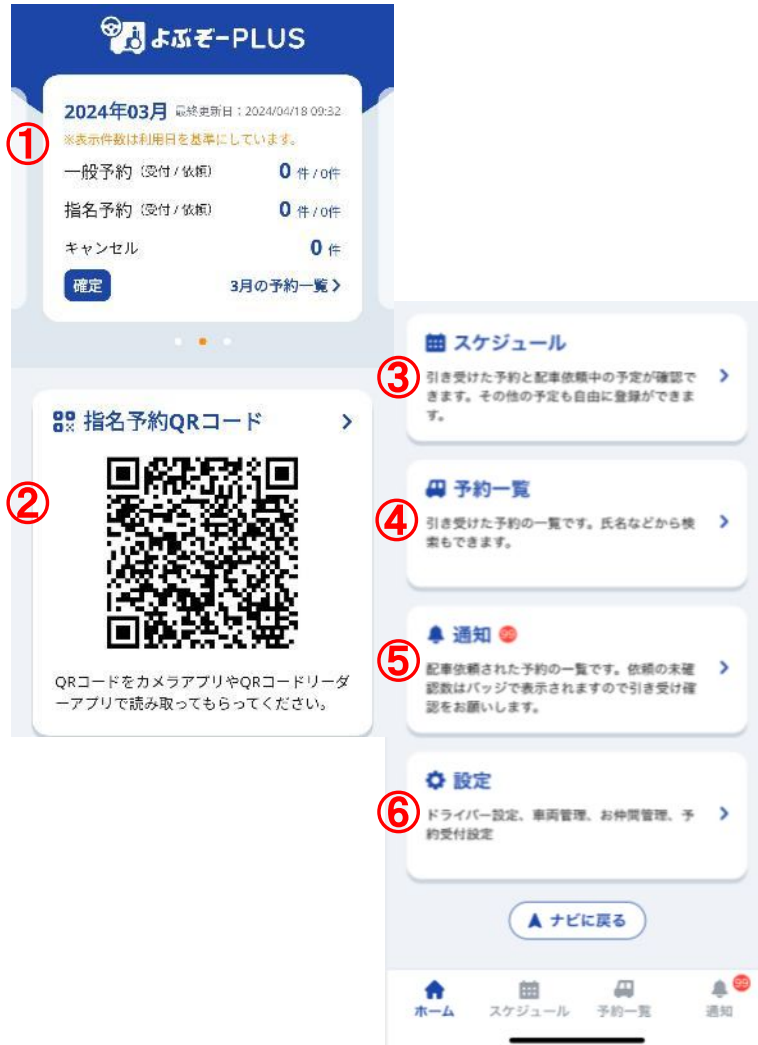 よぶぞーPLUS
2024年03月 最終更新日：2024/04/18 09:32
①
※表示件数は利用日を基準にしています。
一般予約（受付 / 依頼） 0 件 / 0件
指名予約（受付 / 依頼） 0 件 / 0件
キャンセル 0 件
確定 3月の予約一覧
指名予約QRコード
②
QRコードをカメラアプリやQRコードリーダ
ーアプリで読み取ってもらってください。
スケジュール
③
引き受けた予約と配車依頼中の予定が確認で
きます。その他の予定も自由に登録ができま
す。
予約一覧
④
引き受けた予約の一覧です。氏名などから検
索もできます。
通知 99
⑤
配車依頼された予約の一覧です。依頼の未確
認数はバッジで表示されますので引き受け確
認をお願いします。
設定
⑥
ドライバー設定、車両管理、お仲間管理、予
約受付設定
ナビに戻る
99
ホーム スケジュール 予約一覧 通知